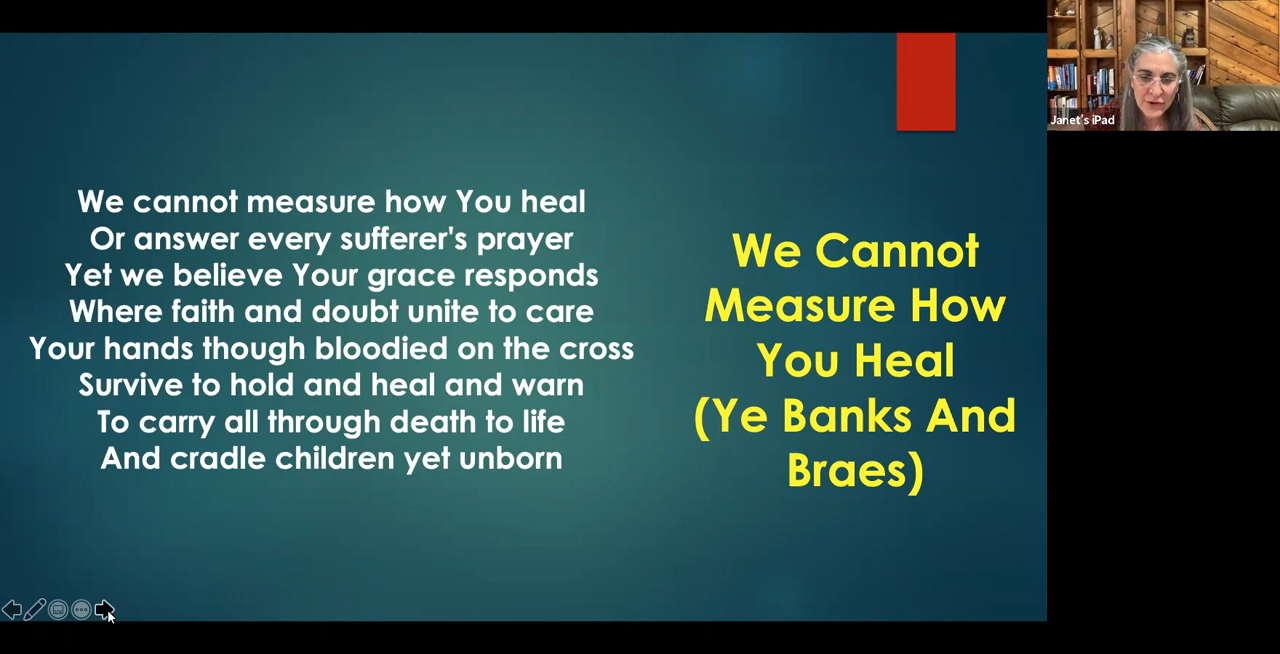 We cannot measure how You heal
Or answer every sufferer's prayer
Yet we believe Your grace responds
Where faith and doubt unite to care
Your hands though bloodied on the cross
Survive to hold and heal and warn
To carry all through death to life
And cradle children yet unborn
We Cannot
Measure How
You Heal
(Ye Banks And
Braes)
Janet's iPad